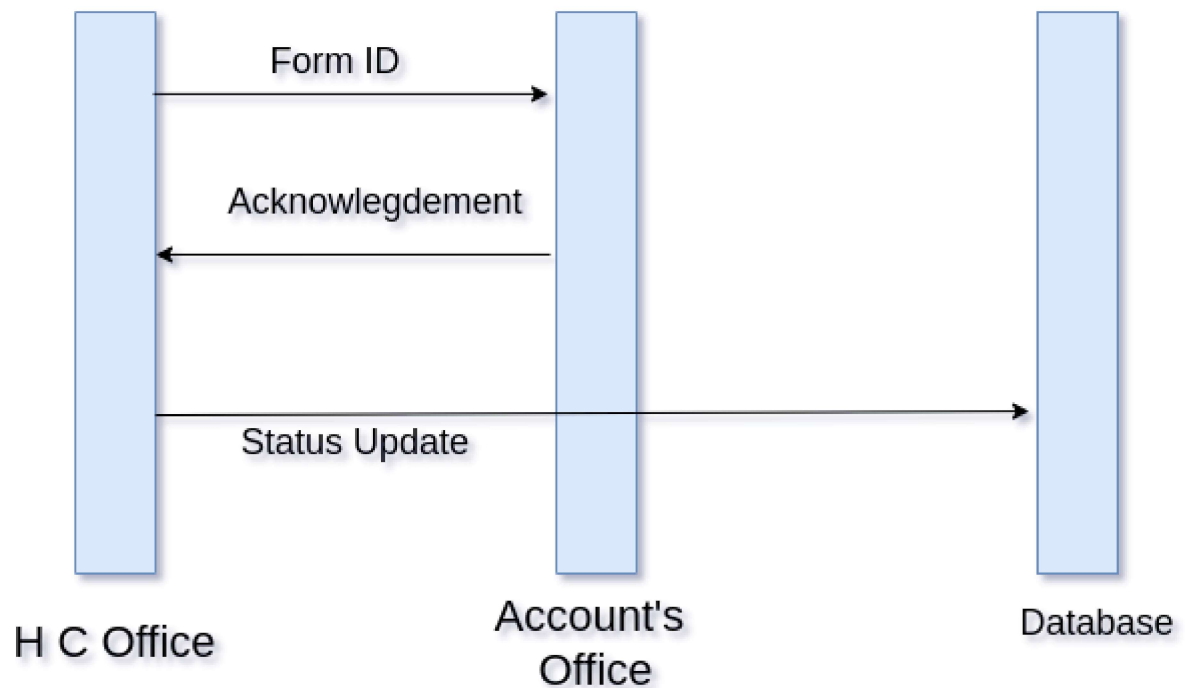 Form ID
Acknowlegdement
Status Update
H C Office
Account's
Office
Database